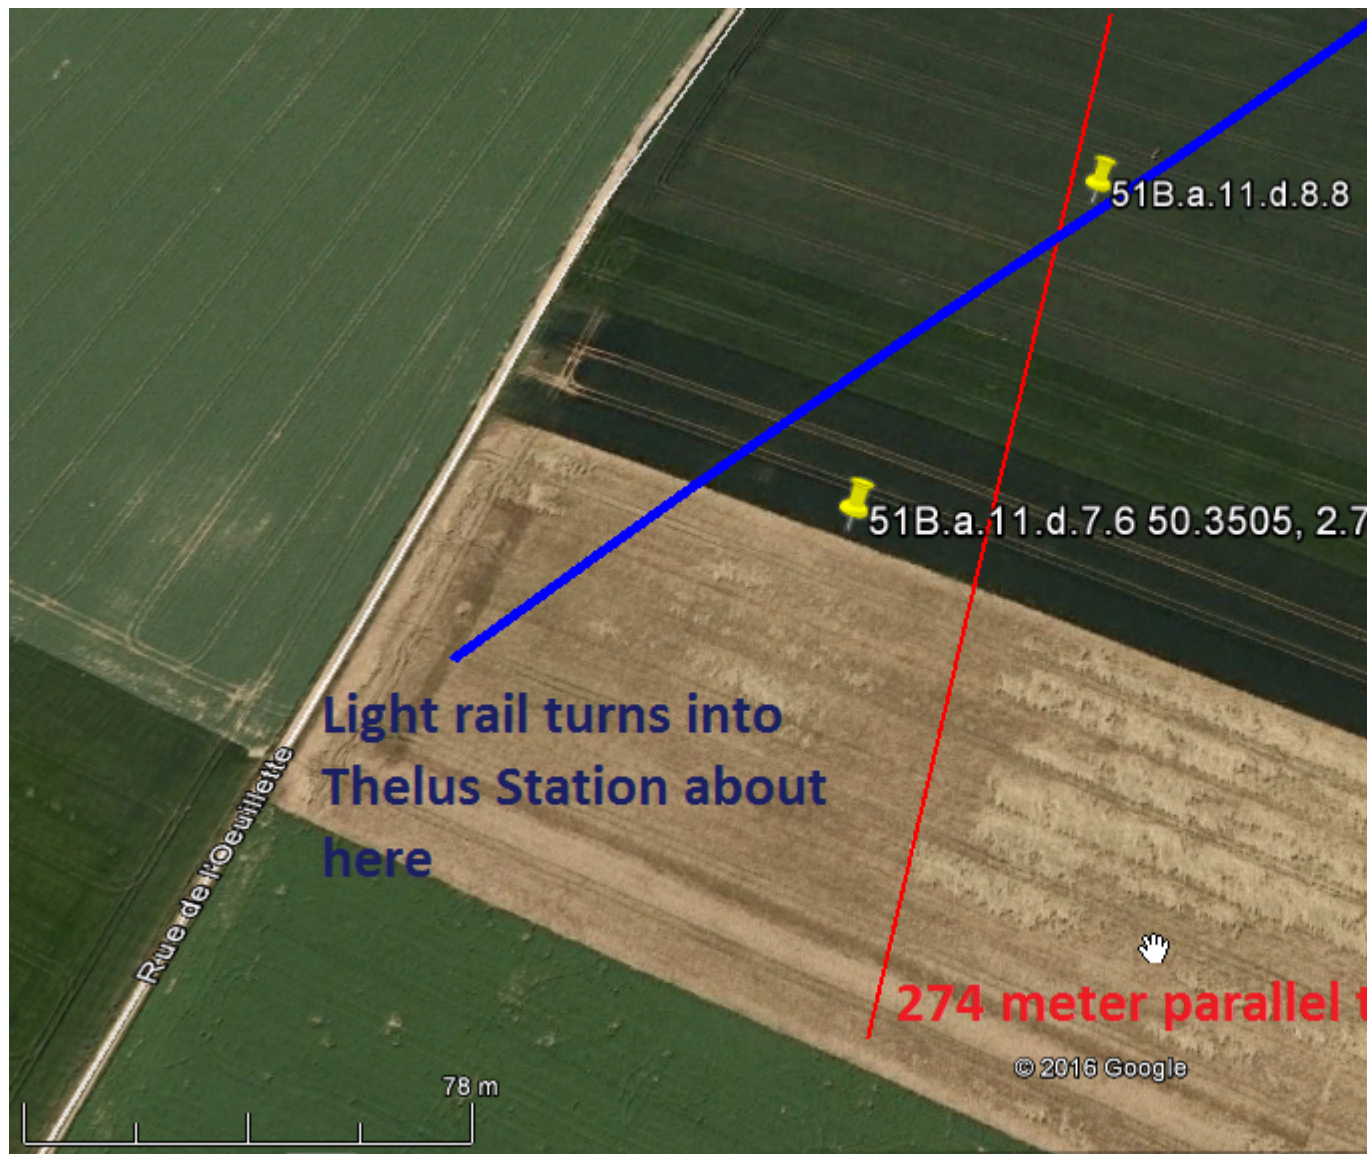 51B.a.11.d.8.8
51B.a.11.d.7.6 50.3505, 2.7
Light rail turns into
Thelus Station about
here
Rue de l'Oeuillette
274 meter parallel t
© 2016 Google
78 m